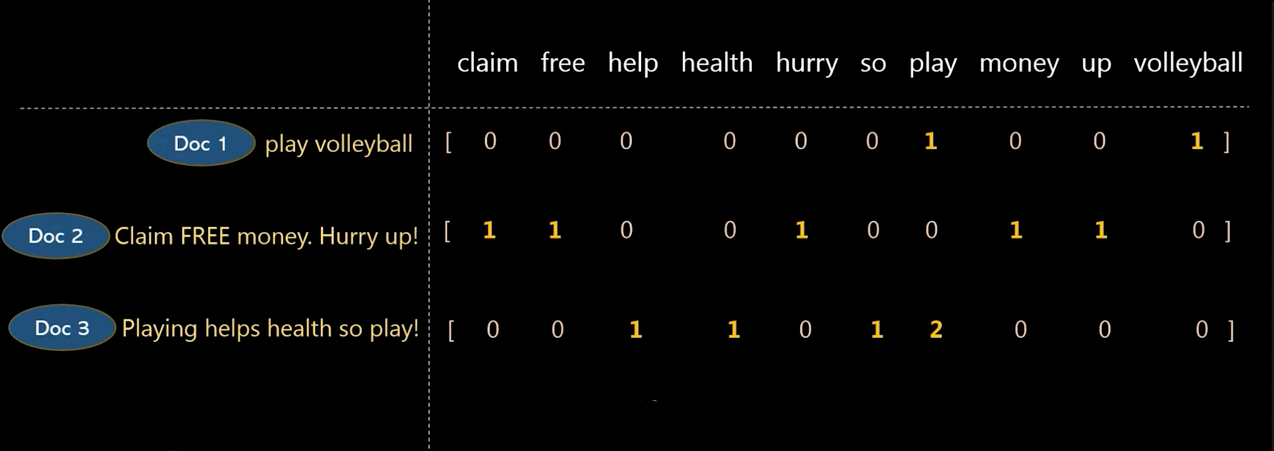 claim free help health hurry so play money up volleyball
Doc 1 play volleyball [ 0 0 0 0 0 0 1 0 0 1 ]
Doc 2 Claim FREE money. Hurry up! [ 1 1 0 0 1 0 0 1 1 0 ]
Doc 3 Playing helps health so play! [ 0 0 1 1 0 1 2 0 0 0 ]